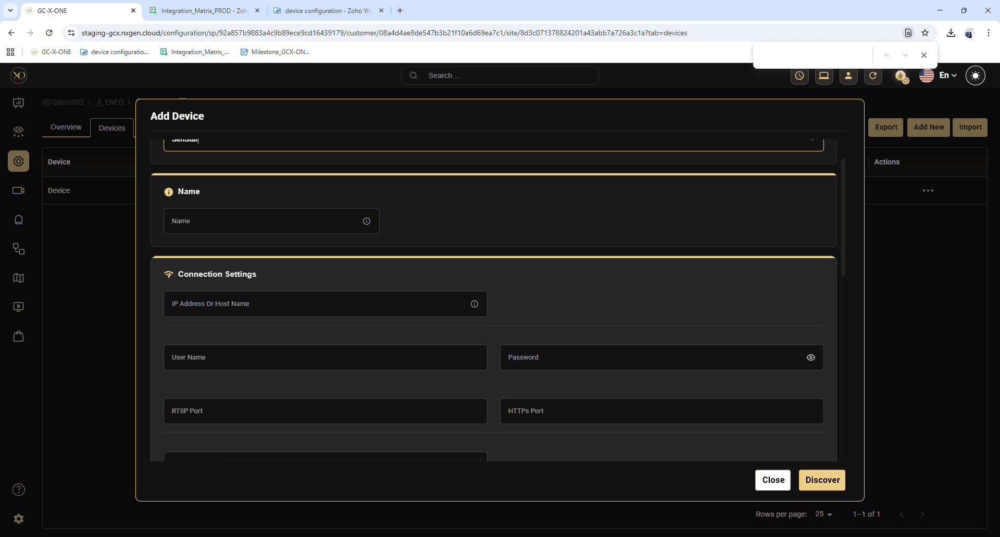 GC-X-ONE
Integration_Matrix_PROD - Zoh
device configuration - Zoho Wo
staging-gcx.nxgen.cloud/configuration/sp/92a857b9883a4c9b89ece9cd16439179/customer/08a4d4ae8de547b3b21f10a6d69ea7c1/site/8d3c071378824201a43abb7a726a3c1a?tab=devices
GC-X-ONE
device configuratio...
Integration_Matrix_...
Milestone_GCX-ON...
XO
Search ...
En
Qaprod02
ENEO
Overview
Devices
Export
Add New
Import
Device
Actions
Device
Add Device
SenStar
Name
Name
Connection Settings
IP Address Or Host Name
User Name
Password
RTSP Port
HTTPs Port
Close
Discover
Rows per page:
25
1–1 of 1